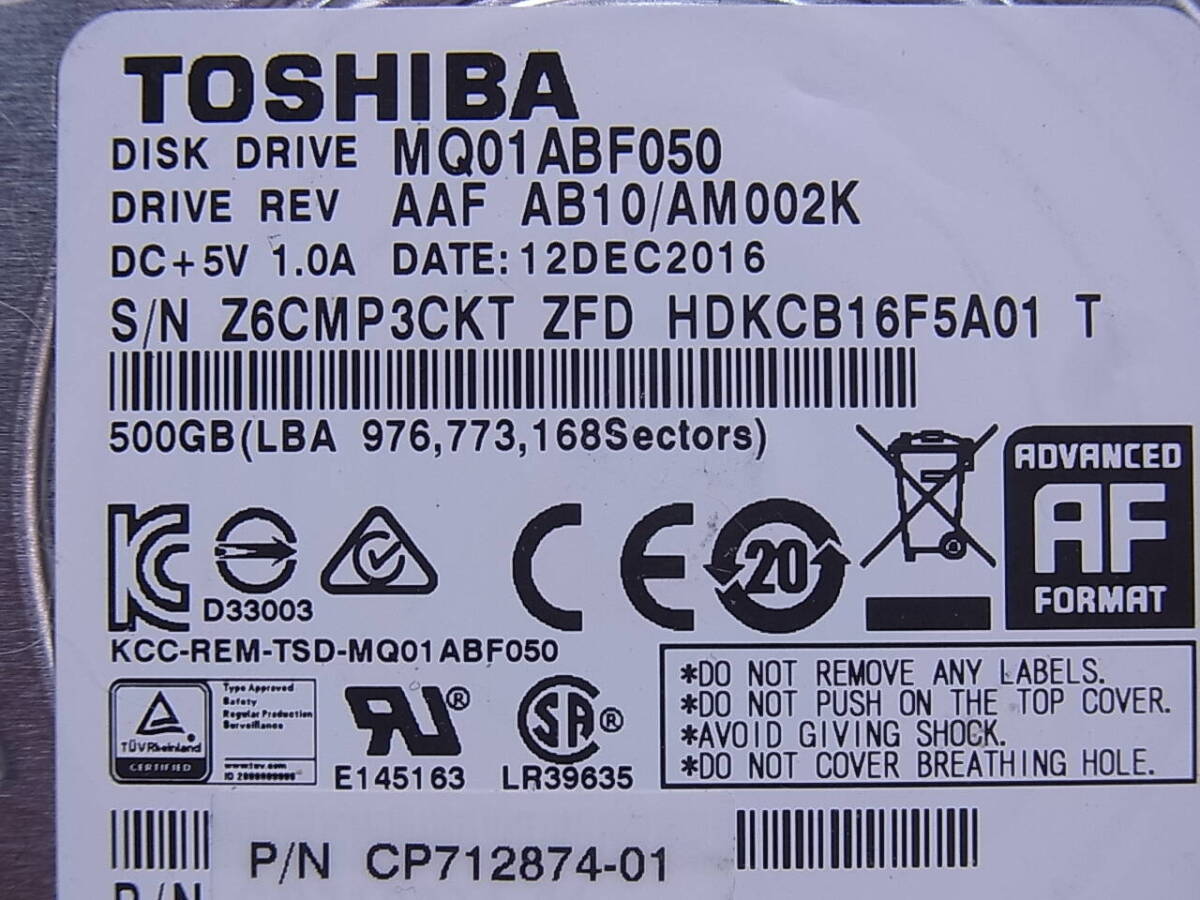 TOSHIBA
DISK DRIVE MQ01ABF050
DRIVE REV AAF AB10/AM002K
DC+5V 1.0A DATE:12DEC2016
S/N Z6CMP3CKT ZFD HDKCB16F5A01 T
500GB(LBA 976,773,168Sectors)
ADVANCED
AF
FORMAT
20
D33003
KCC-REM-TSD-MQ01ABF050
*DO NOT REMOVE ANY LABELS.
*DO NOT PUSH ON THE TOP COVER.
*AVOID GIVING SHOCK.
*DO NOT COVER BREATHING HOLE.
TÜVRheinland®
CERTIFIED
Type Approved
Safety
Regular Production
Surveillance
www.tuv.com
E145163
LR39635
P/N CP712874-01
P/N